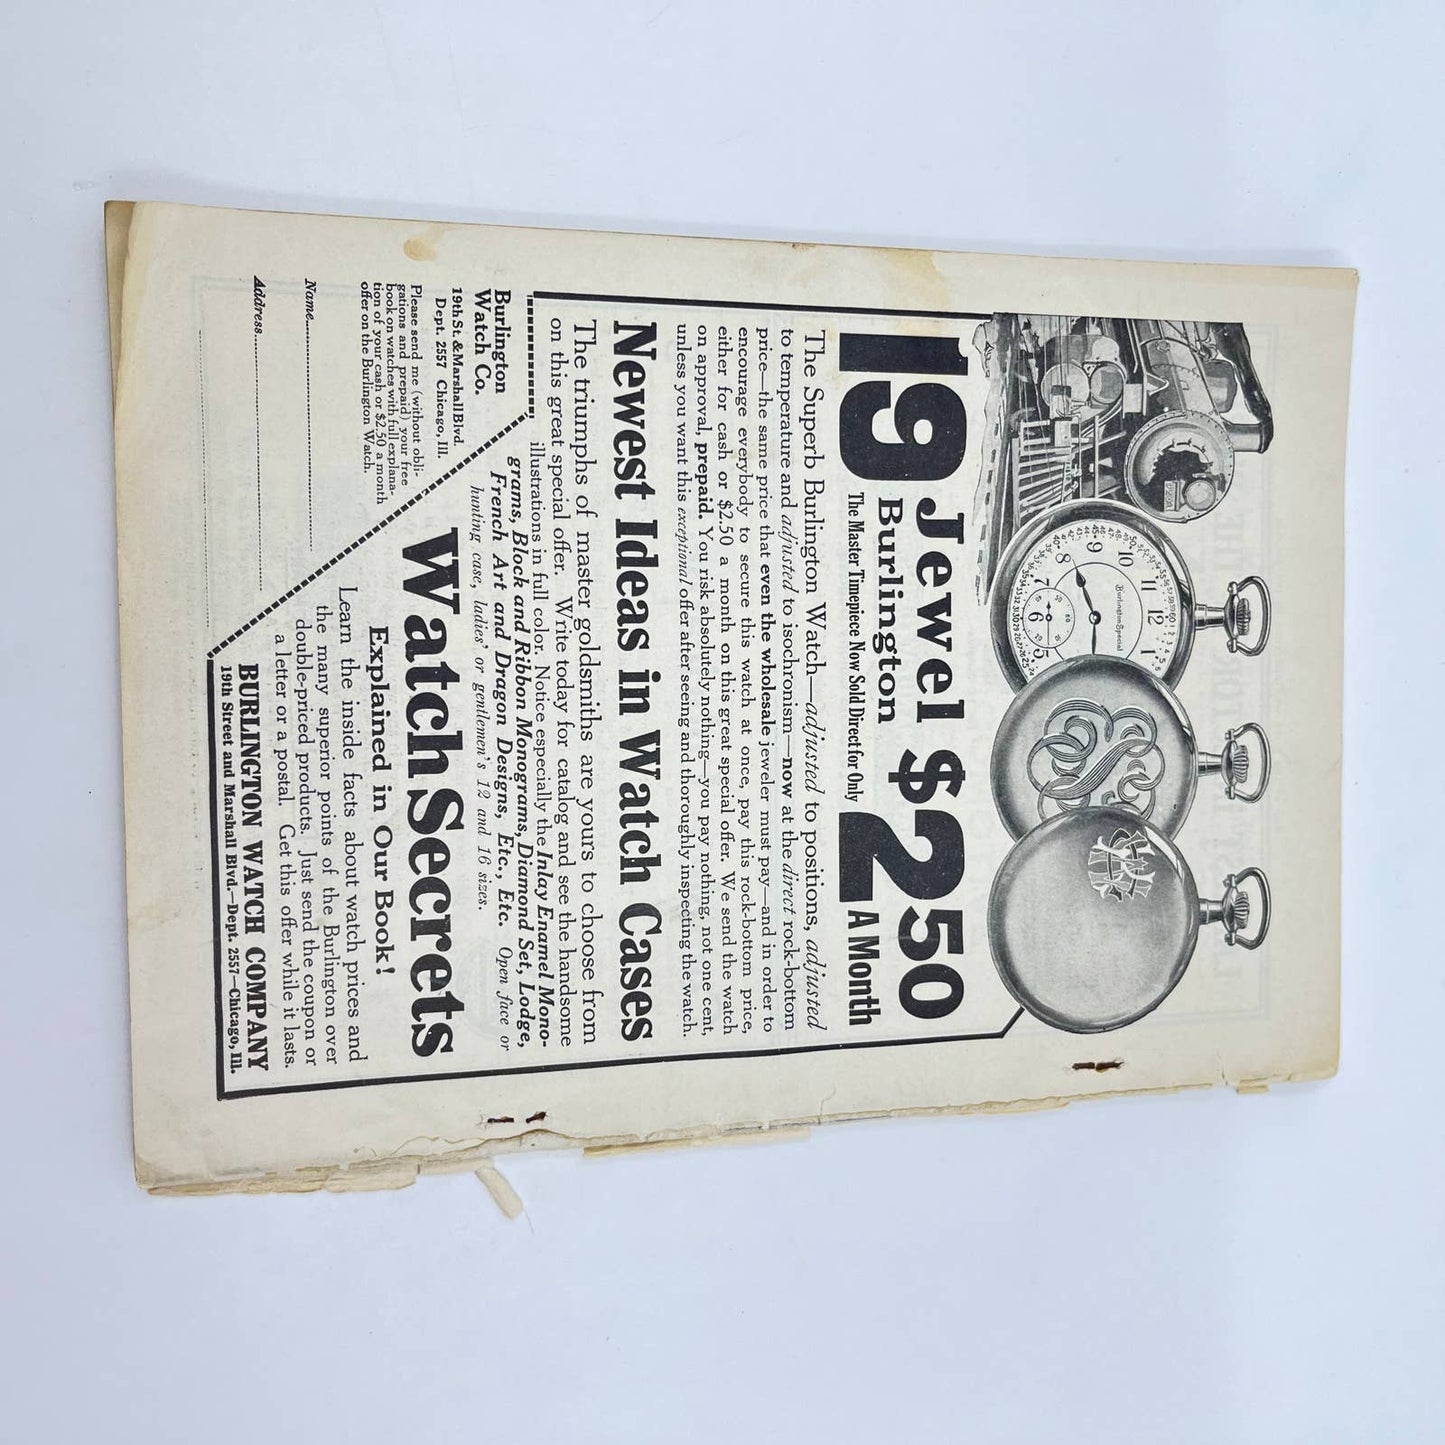 19 Jewel $250
Burlington A Month
The Master Timepiece Now Sold Direct for Only
The Superb Burlington Watch—adjusted to positions, adjusted
to temperature and adjusted to isochronism—now at the direct rock-bottom
price—the same price that even the wholesale jeweler must pay—and in order to
encourage everybody to secure this watch at once, pay this rock-bottom price,
either for cash or $2.50 a month on this great special offer. We send the watch
on approval, prepaid. You risk absolutely nothing—you pay nothing, not one cent,
unless you want this exceptional offer after seeing and thoroughly inspecting the watch.
Newest Ideas in Watch Cases
The triumphs of master goldsmiths are yours to choose from
on this great special offer. Write today for catalog and see the handsome
illustrations in full color. Notice especially the Inlay Enamel Mono-
grams, Block and Ribbon Monograms, Diamond Set, Lodge,
French Art and Dragon Designs, Etc., Etc. Open face or
hunting case, ladies' or gentlemen's 12 and 16 sizes.
Watch Secrets
Explained in Our Book!
Learn the inside facts about watch prices and
the many superior points of the Burlington over
double-priced products. Just send the coupon or
a letter or a postal. Get this offer while it lasts.
BURLINGTON WATCH COMPANY
19th Street and Marshall Blvd.—Dept. 2557—Chicago, Ill.
Burlington
Watch Co.
19th St. & Marshall Blvd.
Dept. 2557 Chicago, Ill.
Please send me (without obli-
gations and prepaid) your free
book on watches with full explana-
tion of your cash or $2.50 a month
offer on the Burlington Watch.
Name
Address
Burlington Special